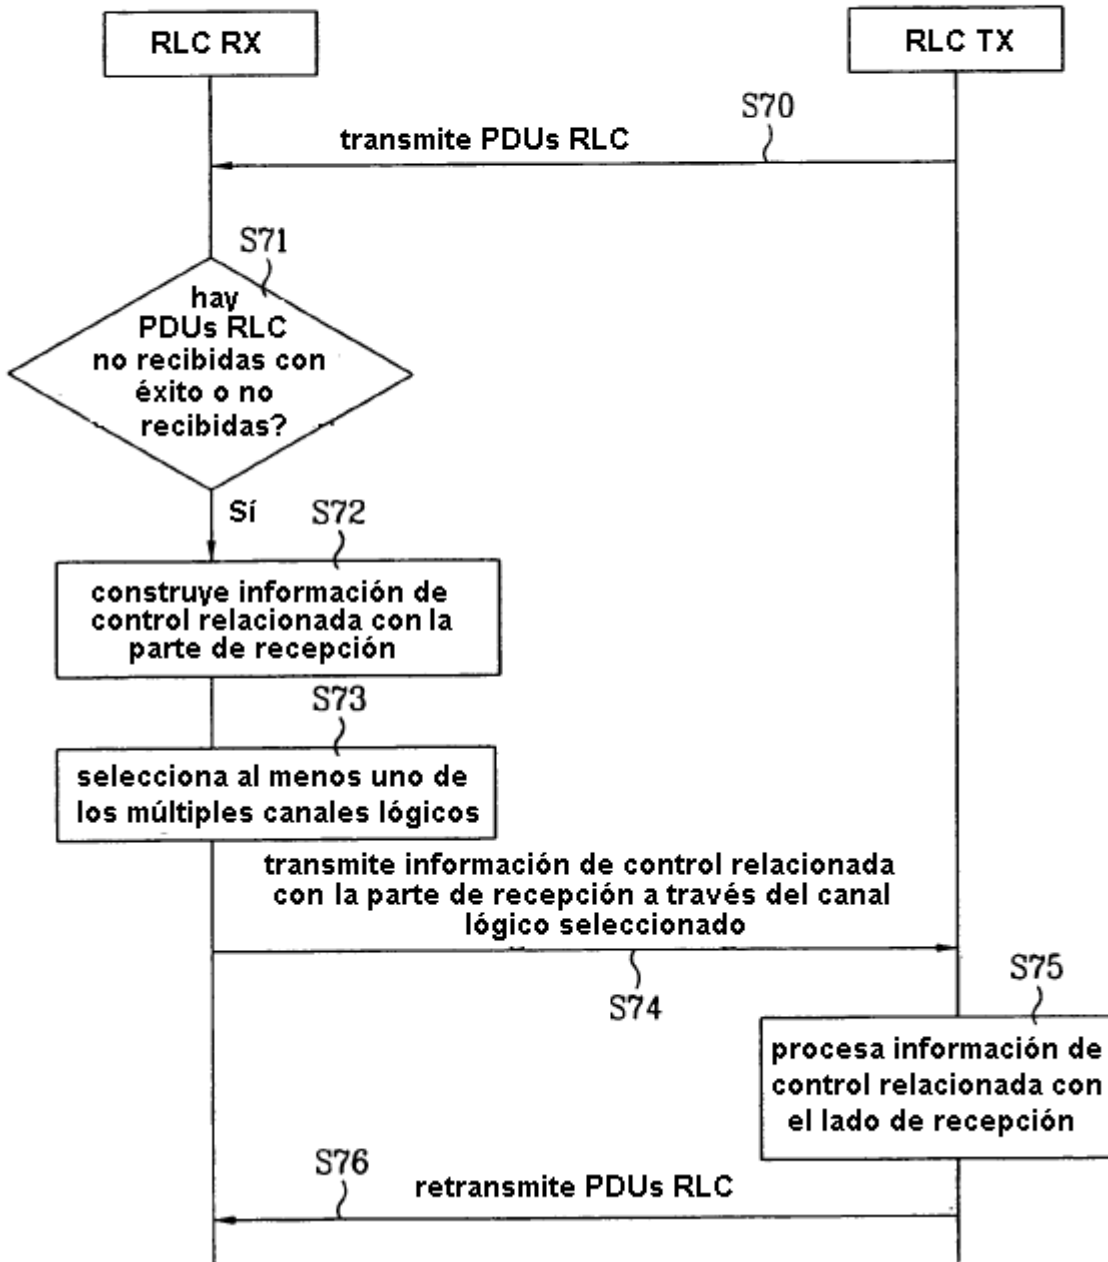 RLC RX
RLC TX
S70
transmite PDUs RLC
S71
hay
PDUs RLC
no recibidas con
éxito o no
recibidas?
Sí
S72
construye información de
control relacionada con la
parte de recepción
S73
selecciona al menos uno de
los múltiples canales lógicos
transmite información de control relacionada
con la parte de recepción a través del canal
lógico seleccionado
S74
S75
procesa información de
control relacionada con
el lado de recepción
S76
retransmite PDUs RLC